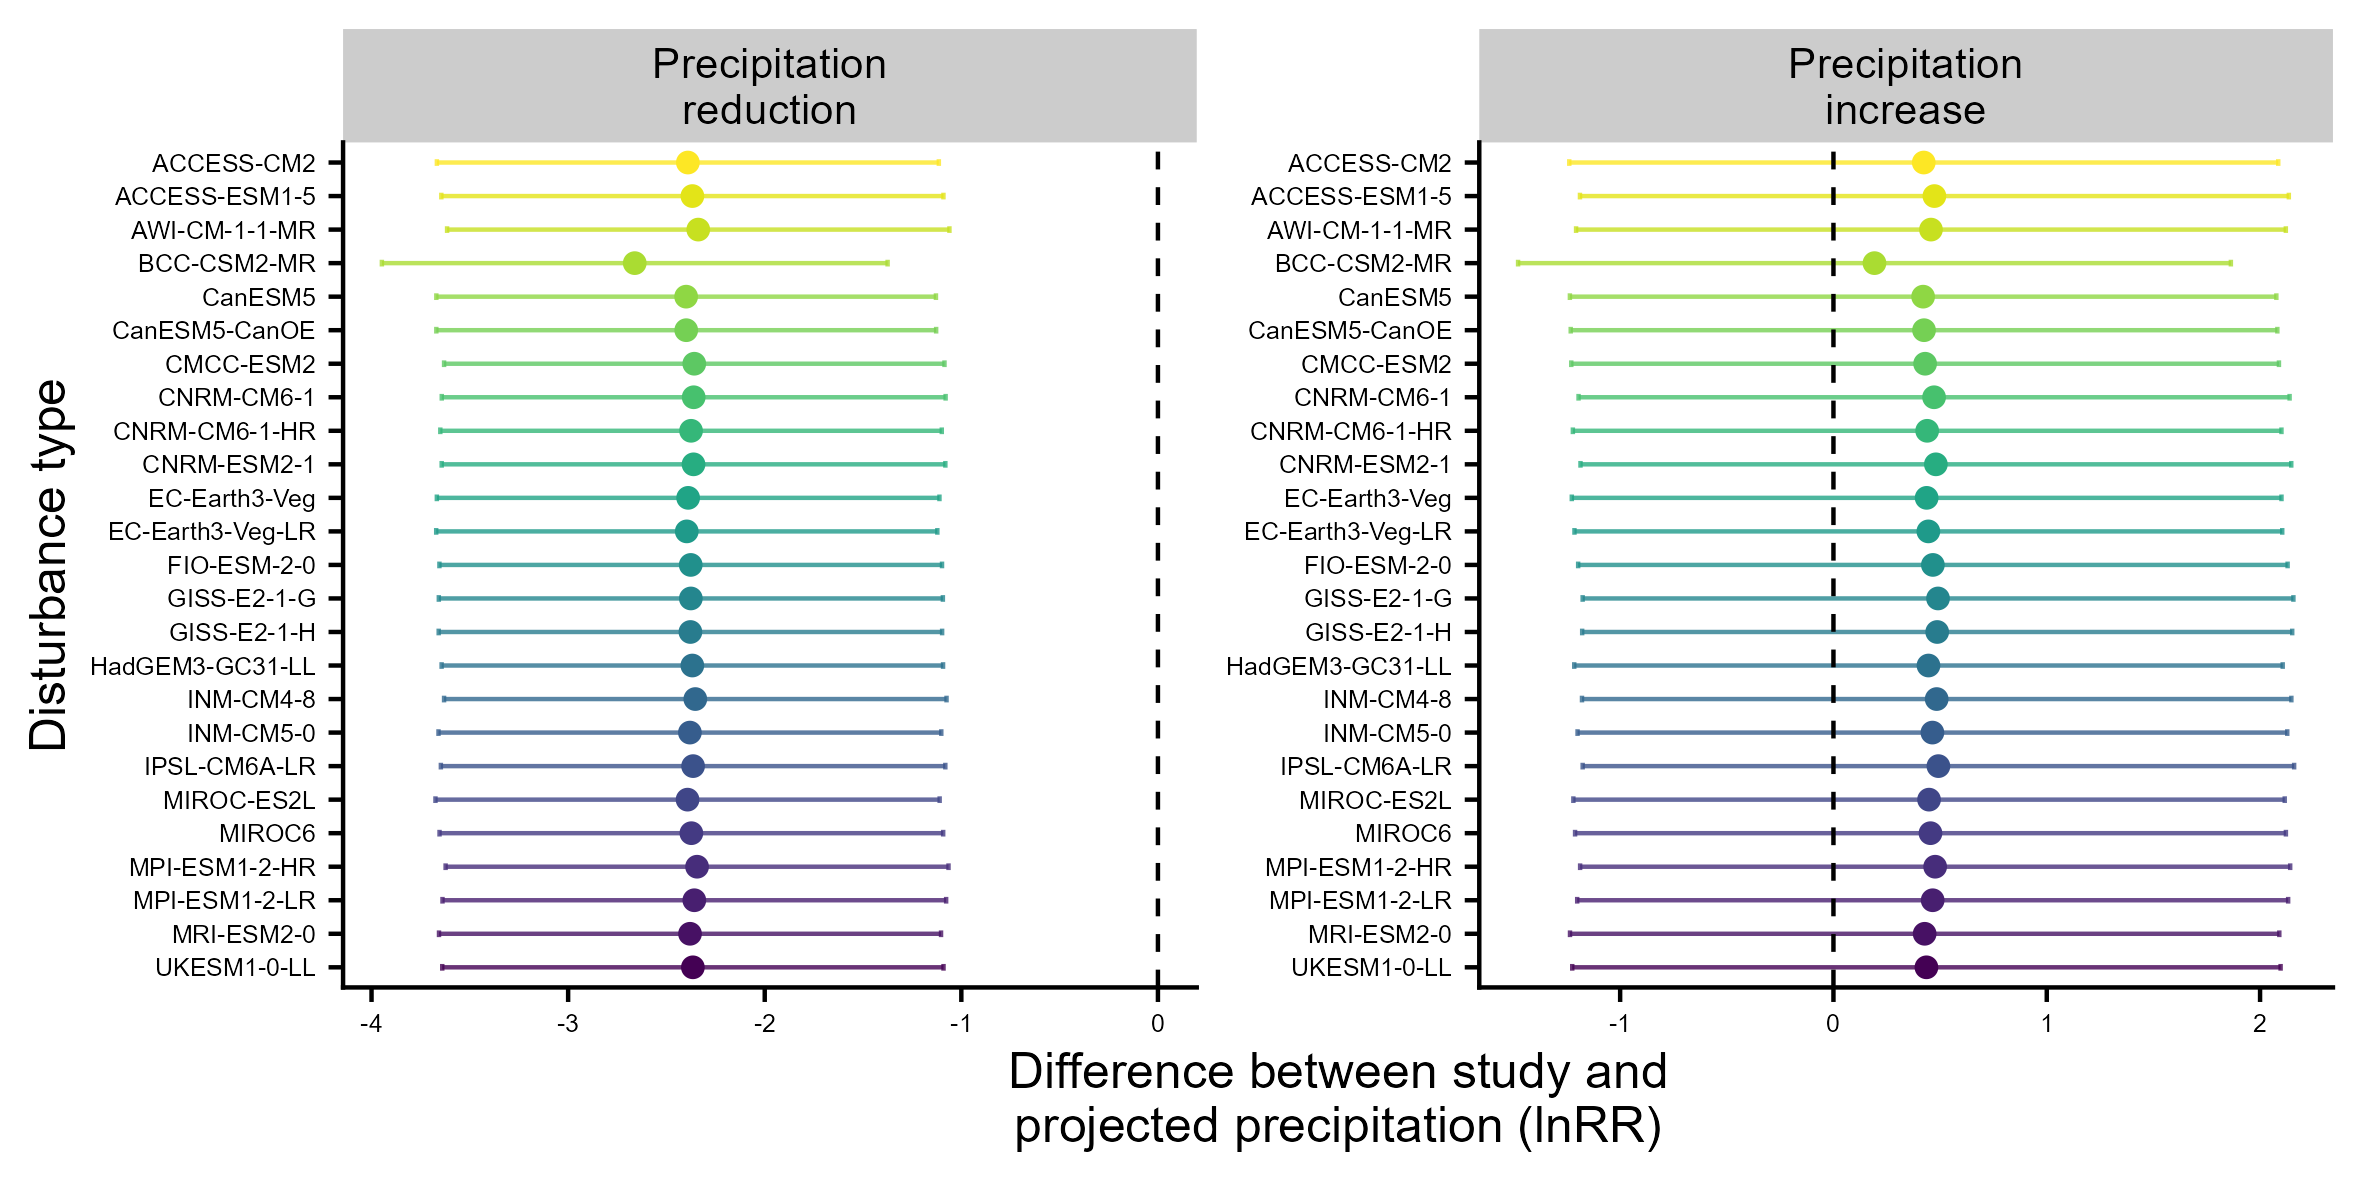 Precipitation
reduction
Precipitation
increase
Disturbance type
ACCESS-CM2
ACCESS-ESM1-5
AWI-CM-1-1-MR
BCC-CSM2-MR
CanESM5
CanESM5-CanOE
CMCC-ESM2
CNRM-CM6-1
CNRM-CM6-1-HR
CNRM-ESM2-1
EC-Earth3-Veg
EC-Earth3-Veg-LR
FIO-ESM-2-0
GISS-E2-1-G
GISS-E2-1-H
HadGEM3-GC31-LL
INM-CM4-8
INM-CM5-0
IPSL-CM6A-LR
MIROC-ES2L
MIROC6
MPI-ESM1-2-HR
MPI-ESM1-2-LR
MRI-ESM2-0
UKESM1-0-LL
-4 -3 -2 -1 0
ACCESS-CM2
ACCESS-ESM1-5
AWI-CM-1-1-MR
BCC-CSM2-MR
CanESM5
CanESM5-CanOE
CMCC-ESM2
CNRM-CM6-1
CNRM-CM6-1-HR
CNRM-ESM2-1
EC-Earth3-Veg
EC-Earth3-Veg-LR
FIO-ESM-2-0
GISS-E2-1-G
GISS-E2-1-H
HadGEM3-GC31-LL
INM-CM4-8
INM-CM5-0
IPSL-CM6A-LR
MIROC-ES2L
MIROC6
MPI-ESM1-2-HR
MPI-ESM1-2-LR
MRI-ESM2-0
UKESM1-0-LL
-1 0 1 2
Difference between study and
projected precipitation (lnRR)